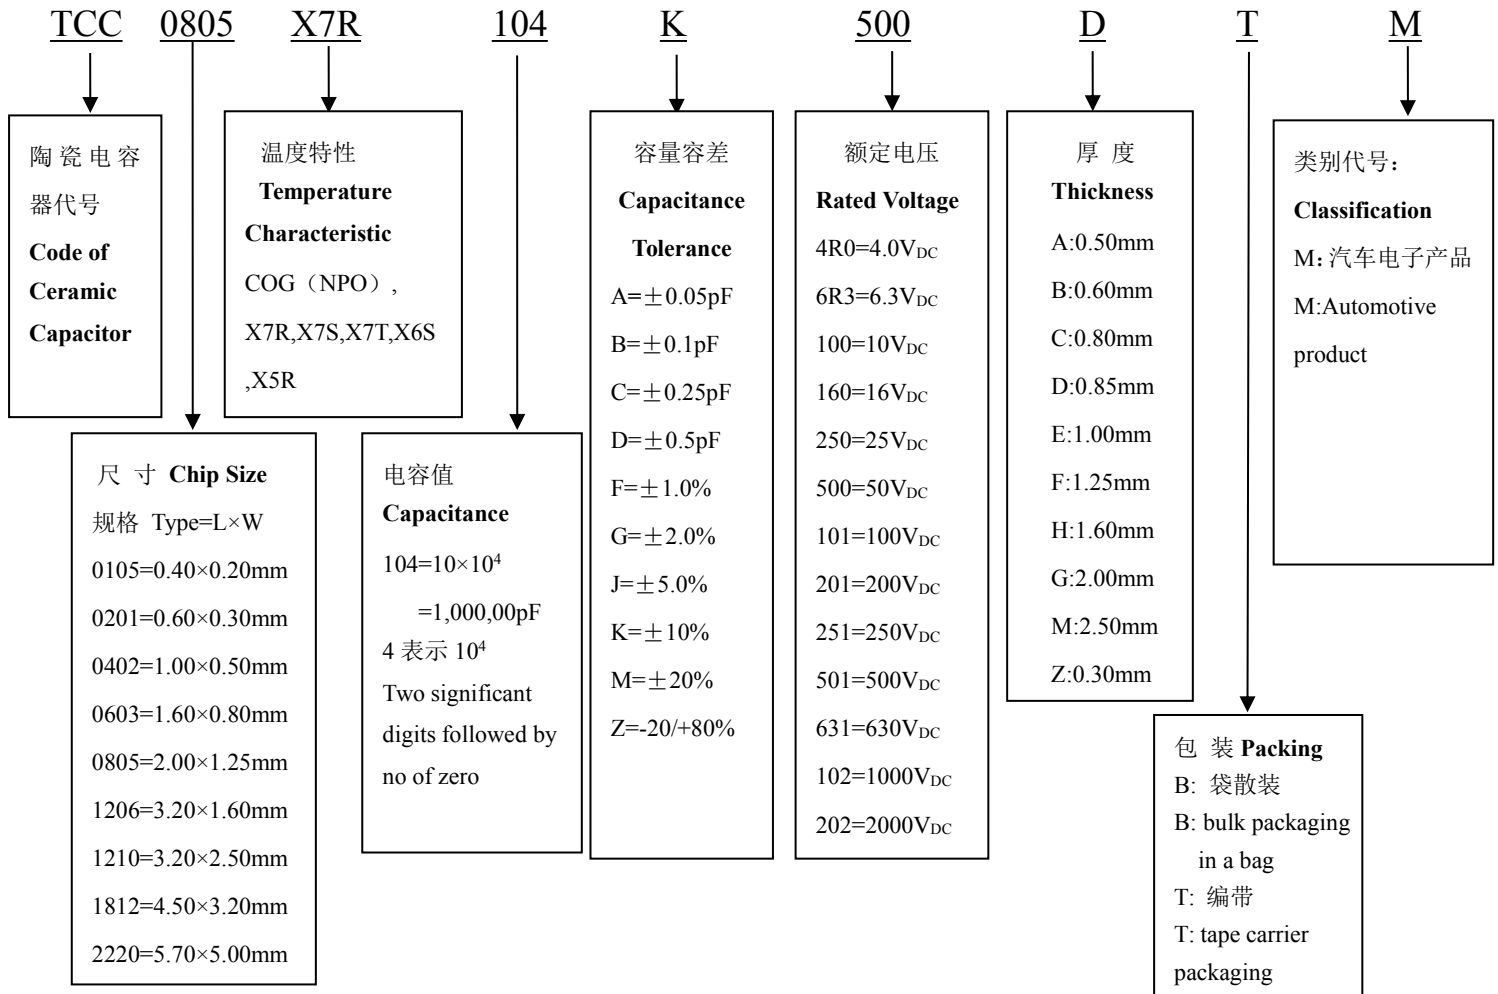 TCC 0805 X7R 104 K 500 D T M
陶瓷电容
器代号
Code of
Ceramic
Capacitor
尺 寸 Chip Size
规格 Type=L×W
0105=0.40×0.20mm
0201=0.60×0.30mm
0402=1.00×0.50mm
0603=1.60×0.80mm
0805=2.00×1.25mm
1206=3.20×1.60mm
1210=3.20×2.50mm
1812=4.50×3.20mm
2220=5.70×5.00mm
温度特性
Temperature
Characteristic
COG（NPO）,
X7R,X7S,X7T,X6S
,X5R
电容值
Capacitance
104=10×10⁴
=1,000,00pF
4 表示 10⁴
Two significant
digits followed by
no of zero
容量容差
Capacitance
Tolerance
A=±0.05pF
B=±0.1pF
C=±0.25pF
D=±0.5pF
F=±1.0%
G=±2.0%
J=±5.0%
K=±10%
M=±20%
Z=-20/+80%
额定电压
Rated Voltage
4R0=4.0VDC
6R3=6.3VDC
100=10VDC
160=16VDC
250=25VDC
500=50VDC
101=100VDC
201=200VDC
251=250VDC
501=500VDC
631=630VDC
102=1000VDC
202=2000VDC
厚 度
Thickness
A:0.50mm
B:0.60mm
C:0.80mm
D:0.85mm
E:1.00mm
F:1.25mm
H:1.60mm
G:2.00mm
M:2.50mm
Z:0.30mm
包 装 Packing
B: 袋散装
B: bulk packaging
in a bag
T: 编带
T: tape carrier
packaging
类别代号：
Classification
M：汽车电子产品
M:Automotive
product